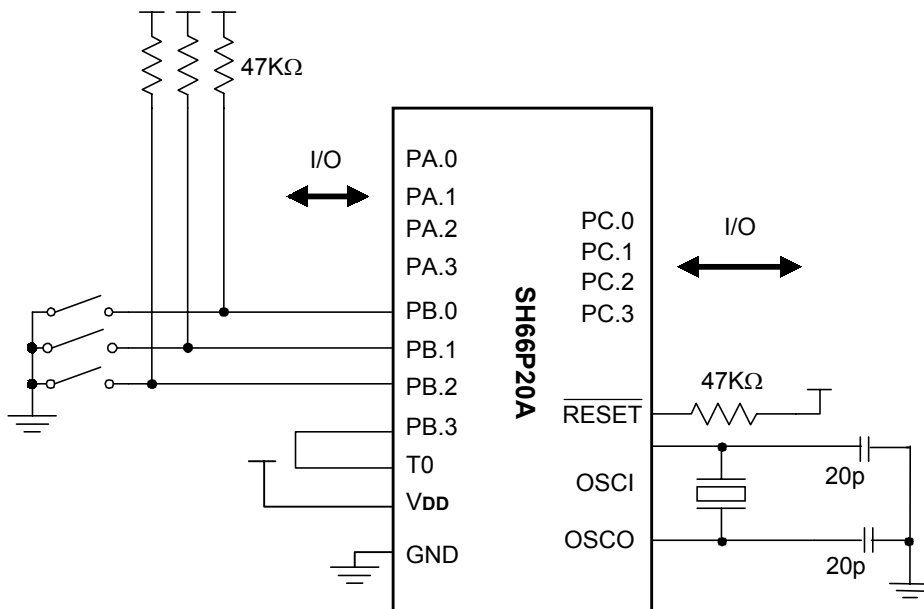 47KΩ
I/O
PA.0
PA.1
PA.2
PA.3
PB.0
PB.1
PB.2
PB.3
T0
VDD
GND
SH66P20A
PC.0
PC.1
PC.2
PC.3
I/O
RESET
47KΩ
OSCI
OSCO
20p
20p